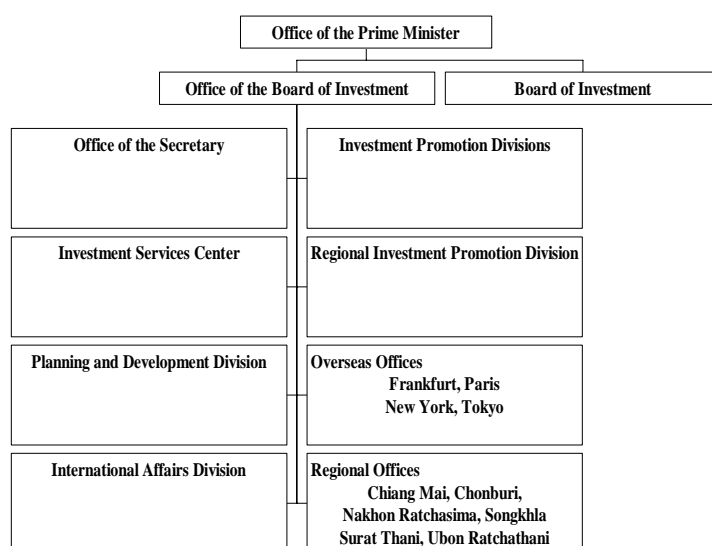 Office of the Prime Minister
Office of the Board of Investment
Board of Investment
Office of the Secretary
Investment Promotion Divisions
Investment Services Center
Regional Investment Promotion Division
Planning and Development Division
Overseas Offices
Frankfurt, Paris
New York, Tokyo
International Affairs Division
Regional Offices
Chiang Mai, Chonburi,
Nakhon Ratchasima, Songkhla
Surat Thani, Ubon Ratchathani